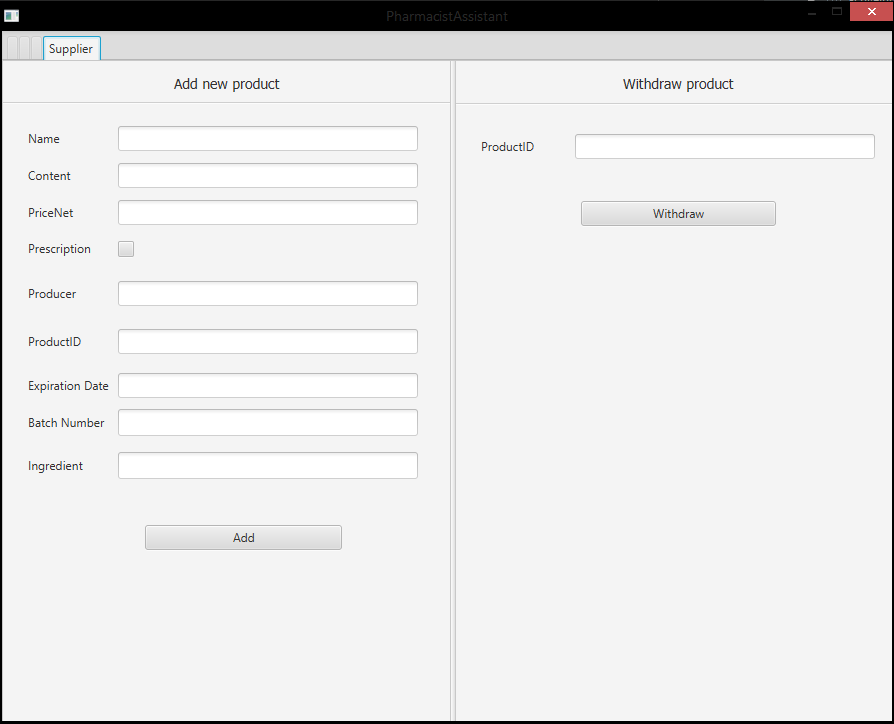 PharmacistAssistant
Supplier
Add new product
Name
Content
PriceNet
Prescription
Producer
ProductID
Expiration Date
Batch Number
Ingredient
Add
Withdraw product
ProductID
Withdraw